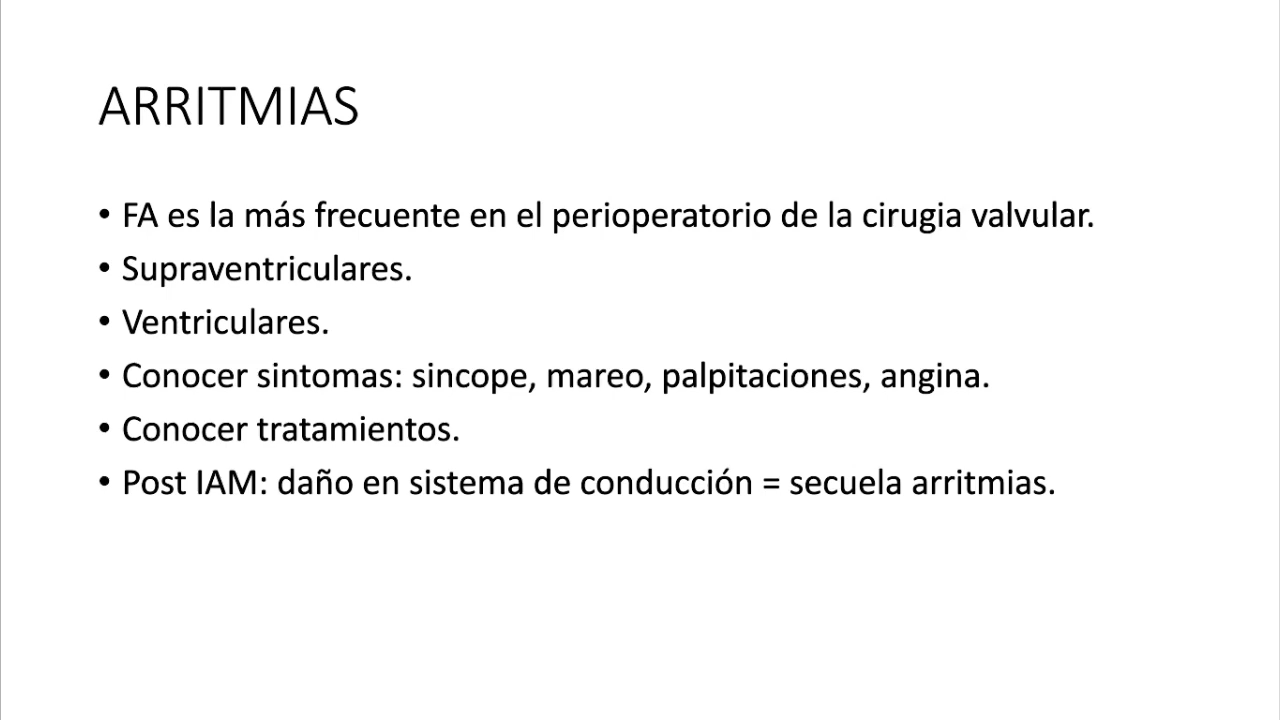 ARRITMIAS
• FA es la más frecuente en el perioperatorio de la cirugia valvular.
• Supraventriculares.
• Ventriculares.
• Conocer sintomas: sincope, mareo, palpitaciones, angina.
• Conocer tratamientos.
• Post IAM: daño en sistema de conducción = secuela arritmias.